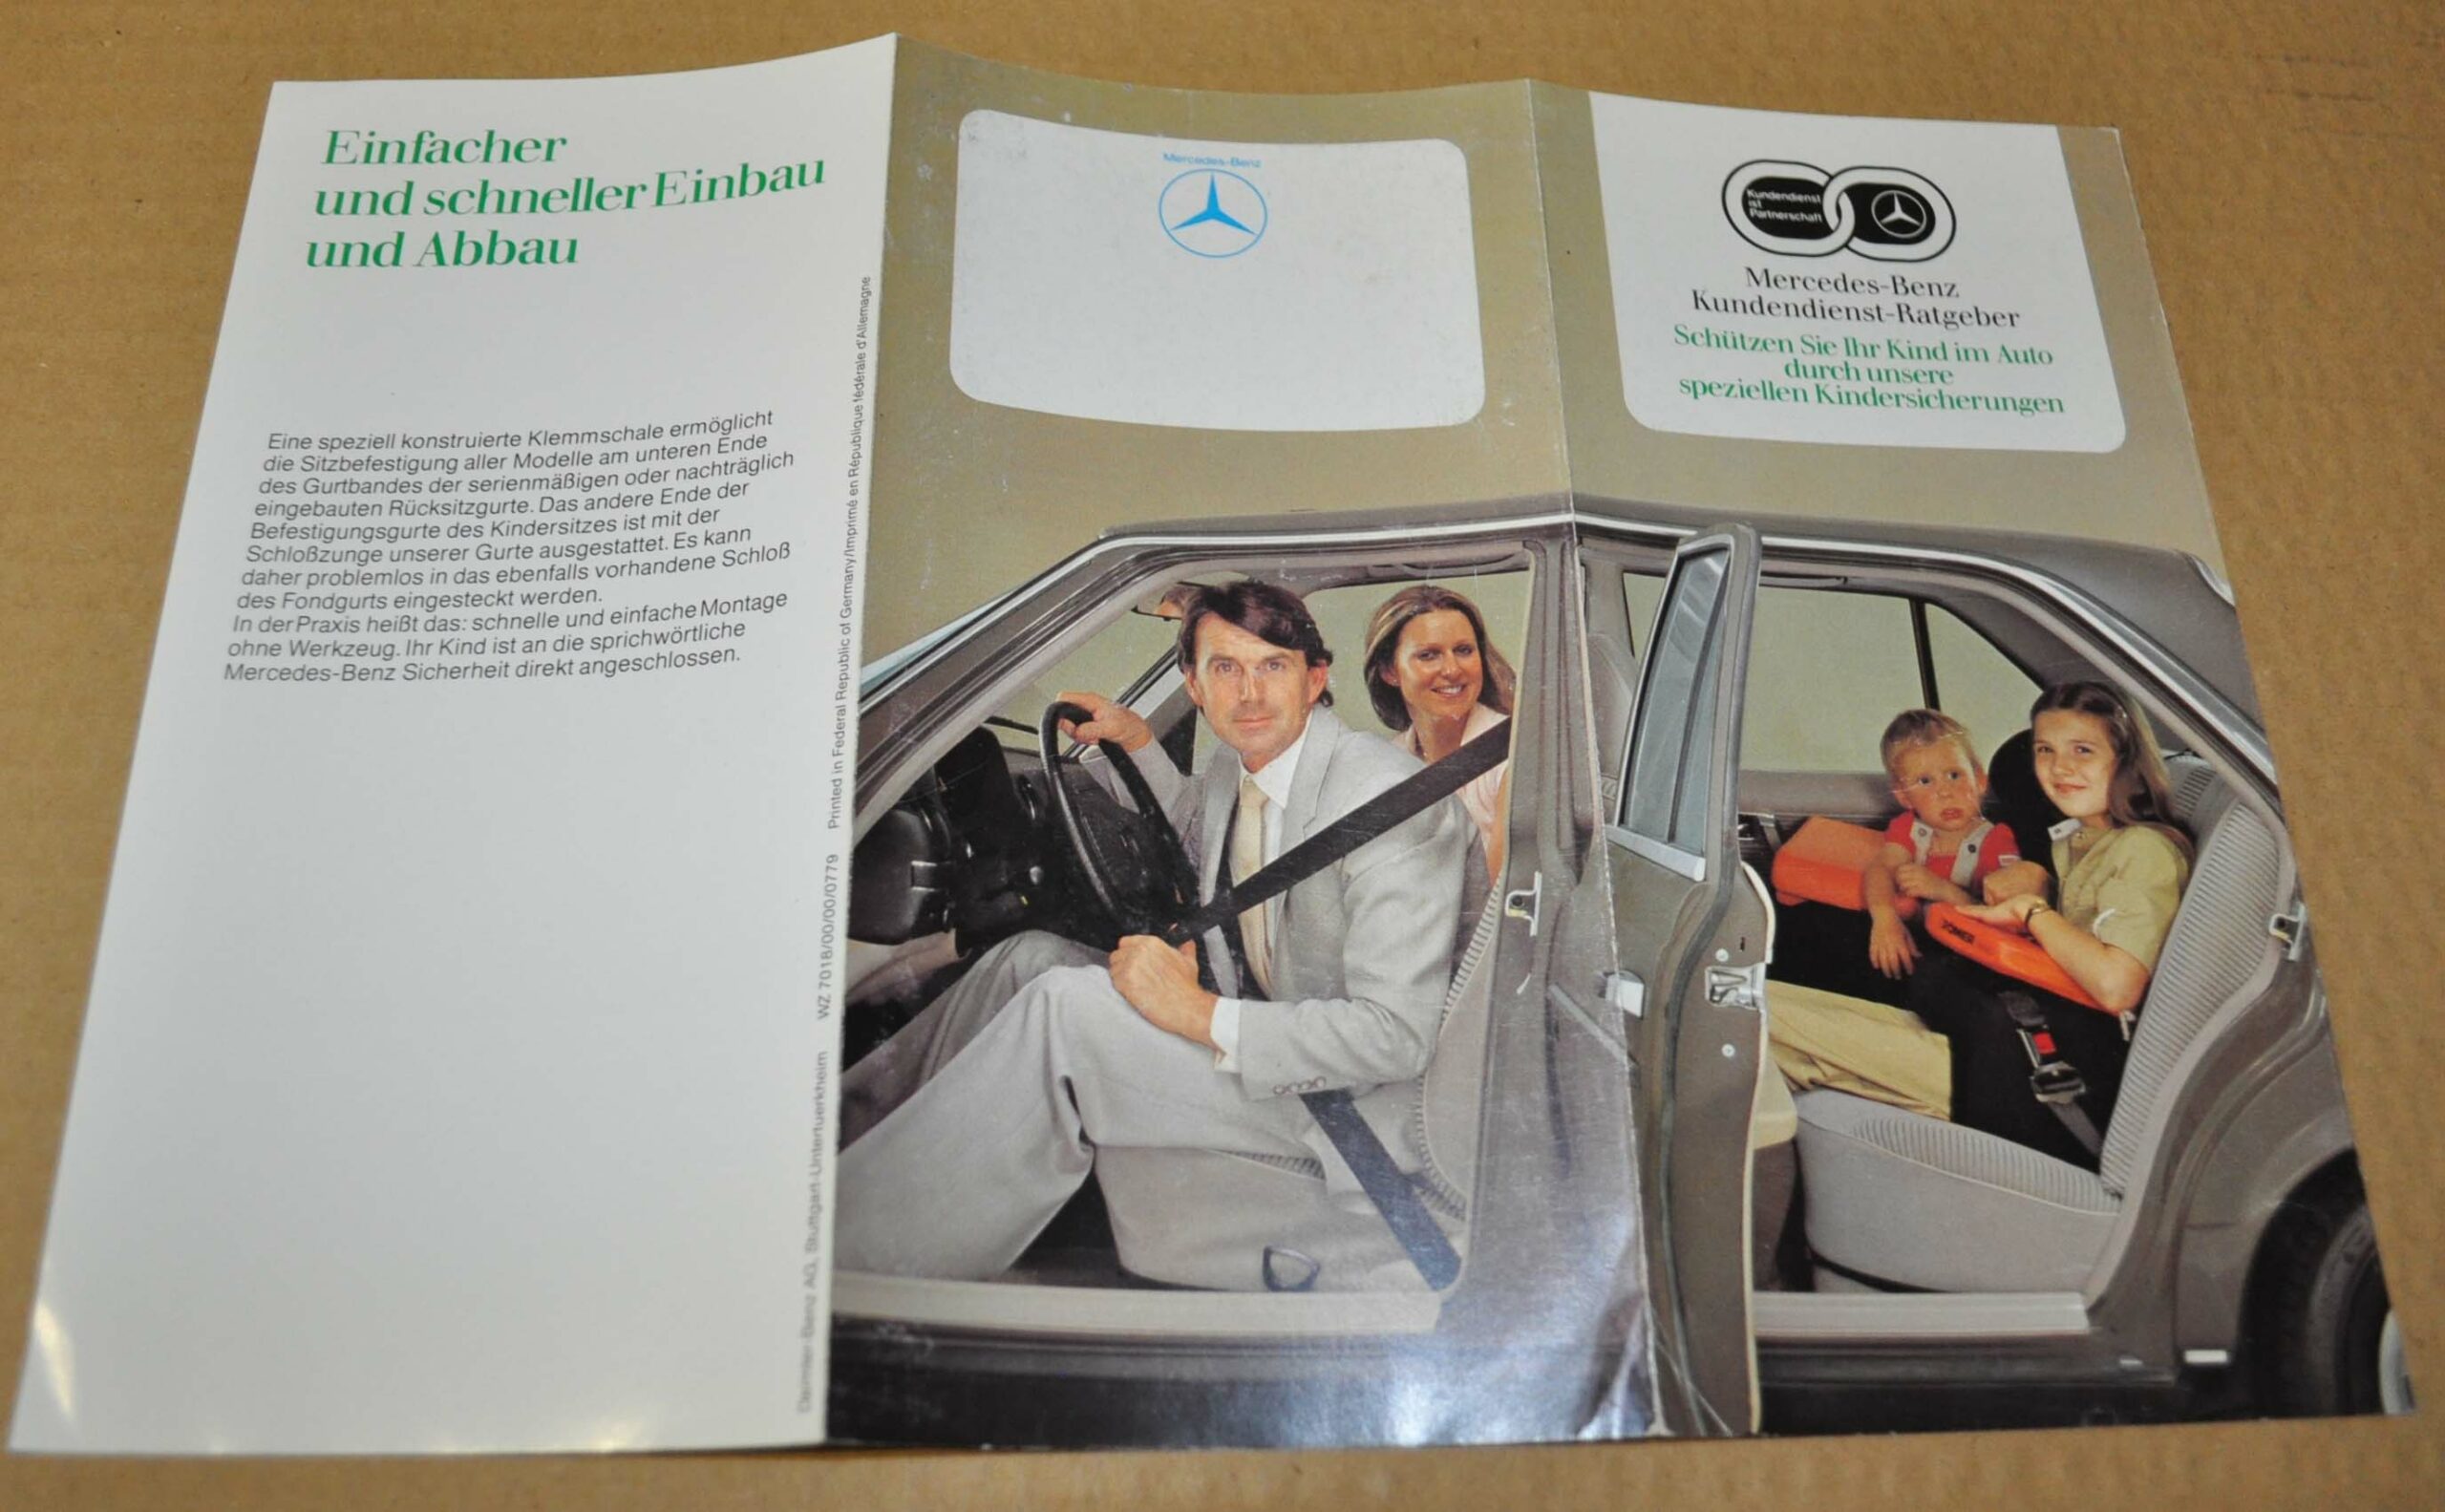 Einfacher
und schneller Einbau
und Abbau
Eine speziell konstruierte Klemmschale ermöglicht
die Sitzbefestigung aller Modelle am unteren Ende
des Gurtbandes der serienmäßigen oder nachträglich
eingebauten Rücksitzgurte. Das andere Ende der
Befestigungsgurte des Kindersitzes ist mit der
Schloßzunge unserer Gurte ausgestattet. Es kann
daher problemlos in das ebenfalls vorhandene Schloß
des Fondgurts eingesteckt werden.
In der Praxis heißt das: schnelle und einfache Montage
ohne Werkzeug. Ihr Kind ist an die sprichwörtliche
Mercedes-Benz Sicherheit direkt angeschlossen.
Daimler-Benz AG, Stuttgart-Untertuerkheim WZ 7018/00/00/0779 Printed in Federal Republic of Germany/Imprimé en République fédérale d'Allemagne
Mercedes-Benz
Kundendienst
ist
Partnerschaft
Mercedes-Benz
Kundendienst-Ratgeber
Schützen Sie Ihr Kind im Auto
durch unsere
speziellen Kindersicherungen
RÖMER